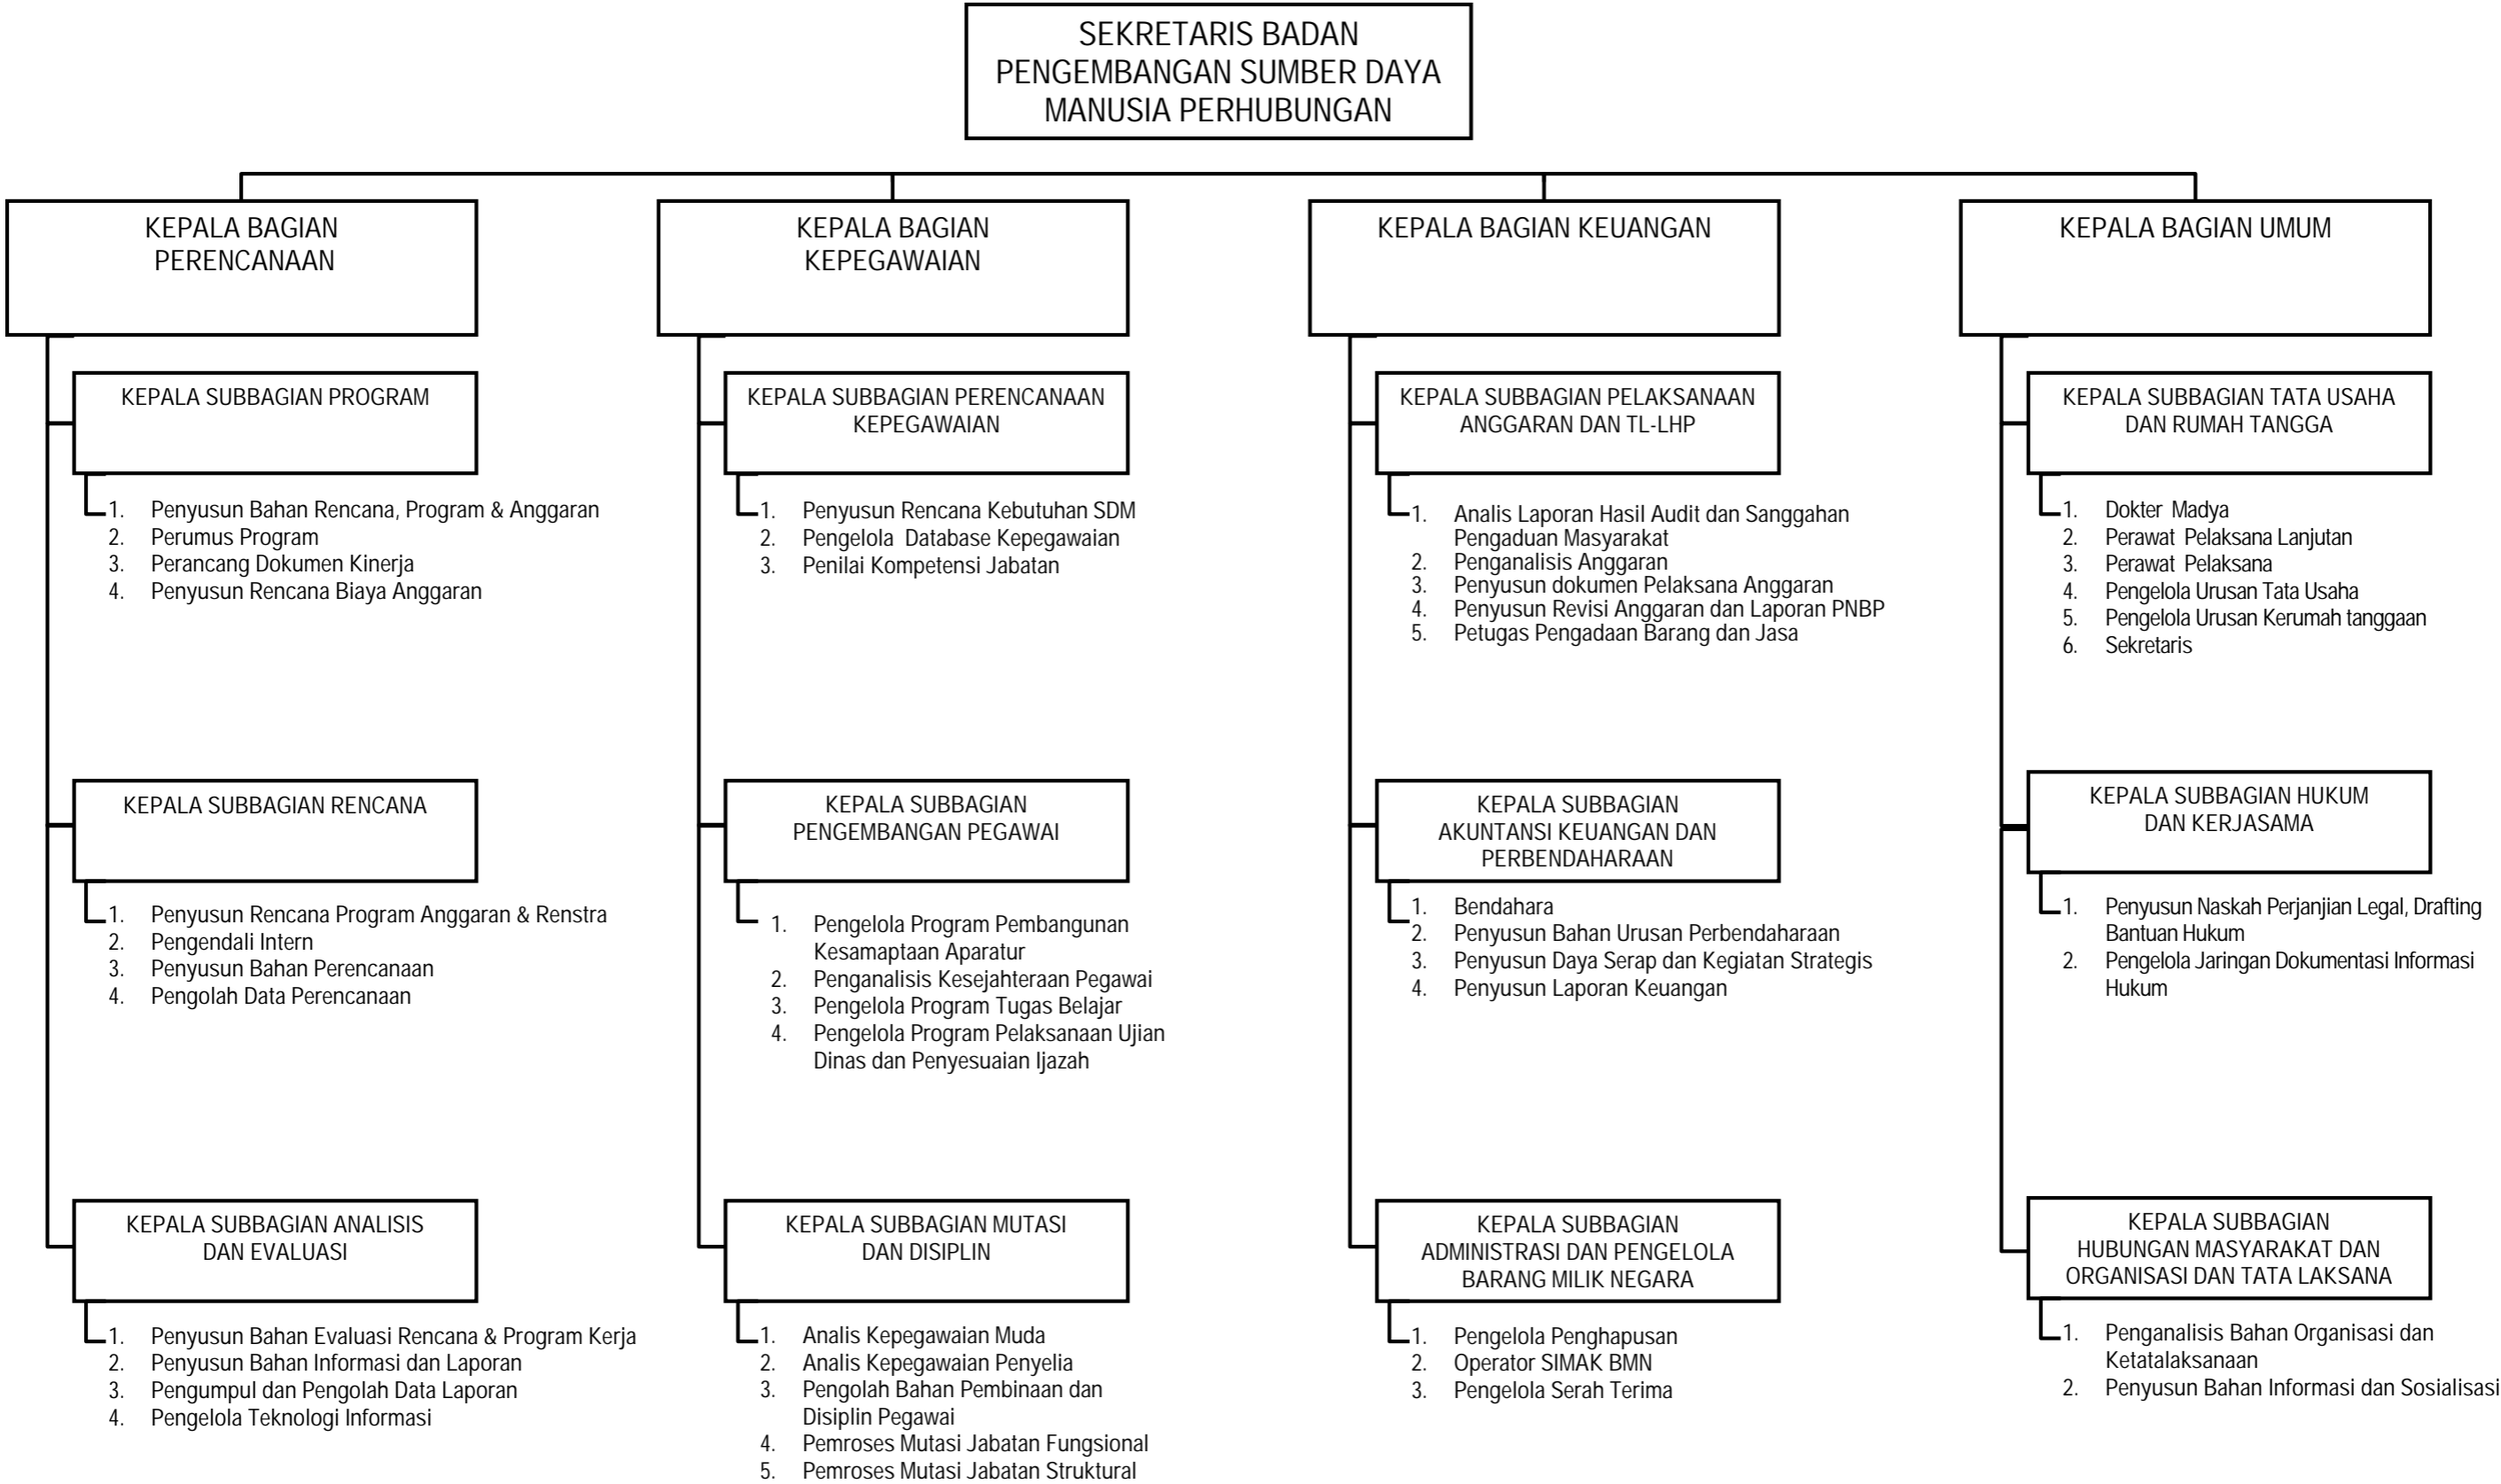 SEKRETARIS BADAN
PENGEMBANGAN SUMBER DAYA
MANUSIA PERHUBUNGAN
KEPALA BAGIAN
PERENCANAAN
KEPALA SUBBAGIAN PROGRAM
1. Penyusun Bahan Rencana, Program & Anggaran
2. Perumus Program
3. Perancang Dokumen Kinerja
4. Penyusun Rencana Biaya Anggaran
KEPALA SUBBAGIAN RENCANA
1. Penyusun Rencana Program Anggaran & Renstra
2. Pengendali Intern
3. Penyusun Bahan Perencanaan
4. Pengolah Data Perencanaan
KEPALA SUBBAGIAN ANALISIS
DAN EVALUASI
1. Penyusun Bahan Evaluasi Rencana & Program Kerja
2. Penyusun Bahan Informasi dan Laporan
3. Pengumpul dan Pengolah Data Laporan
4. Pengelola Teknologi Informasi
KEPALA BAGIAN
KEPEGAWAIAN
KEPALA SUBBAGIAN PERENCANAAN
KEPEGAWAIAN
1. Penyusun Rencana Kebutuhan SDM
2. Pengelola Database Kepegawaian
3. Penilai Kompetensi Jabatan
KEPALA SUBBAGIAN
PENGEMBANGAN PEGAWAI
1. Pengelola Program Pembangunan
Kesamaptaan Aparatur
2. Penganalisis Kesejahteraan Pegawai
3. Pengelola Program Tugas Belajar
4. Pengelola Program Pelaksanaan Ujian
Dinas dan Penyesuaian Ijazah
KEPALA SUBBAGIAN MUTASI
DAN DISIPLIN
1. Analis Kepegawaian Muda
2. Analis Kepegawaian Penyelia
3. Pengolah Bahan Pembinaan dan
Disiplin Pegawai
4. Pemroses Mutasi Jabatan Fungsional
5. Pemroses Mutasi Jabatan Struktural
KEPALA BAGIAN KEUANGAN
KEPALA SUBBAGIAN PELAKSANAAN
ANGGARAN DAN TL-LHP
1. Analis Laporan Hasil Audit dan Sanggahan
Pengaduan Masyarakat
2. Penganalisis Anggaran
3. Penyusun dokumen Pelaksana Anggaran
4. Penyusun Revisi Anggaran dan Laporan PNBP
5. Petugas Pengadaan Barang dan Jasa
KEPALA SUBBAGIAN
AKUNTANSI KEUANGAN DAN
PERBENDAHARAAN
1. Bendahara
2. Penyusun Bahan Urusan Perbendaharaan
3. Penyusun Daya Serap dan Kegiatan Strategis
4. Penyusun Laporan Keuangan
KEPALA SUBBAGIAN
ADMINISTRASI DAN PENGELOLA
BARANG MILIK NEGARA
1. Pengelola Penghapusan
2. Operator SIMAK BMN
3. Pengelola Serah Terima
KEPALA BAGIAN UMUM
KEPALA SUBBAGIAN TATA USAHA
DAN RUMAH TANGGA
1. Dokter Madya
2. Perawat Pelaksana Lanjutan
3. Perawat Pelaksana
4. Pengelola Urusan Tata Usaha
5. Pengelola Urusan Kerumah tanggaan
6. Sekretaris
KEPALA SUBBAGIAN HUKUM
DAN KERJASAMA
1. Penyusun Naskah Perjanjian Legal, Drafting
Bantuan Hukum
2. Pengelola Jaringan Dokumentasi Informasi
Hukum
KEPALA SUBBAGIAN
HUBUNGAN MASYARAKAT DAN
ORGANISASI DAN TATA LAKSANA
1. Penganalisis Bahan Organisasi dan
Ketatalaksanaan
2. Penyusun Bahan Informasi dan Sosialisasi